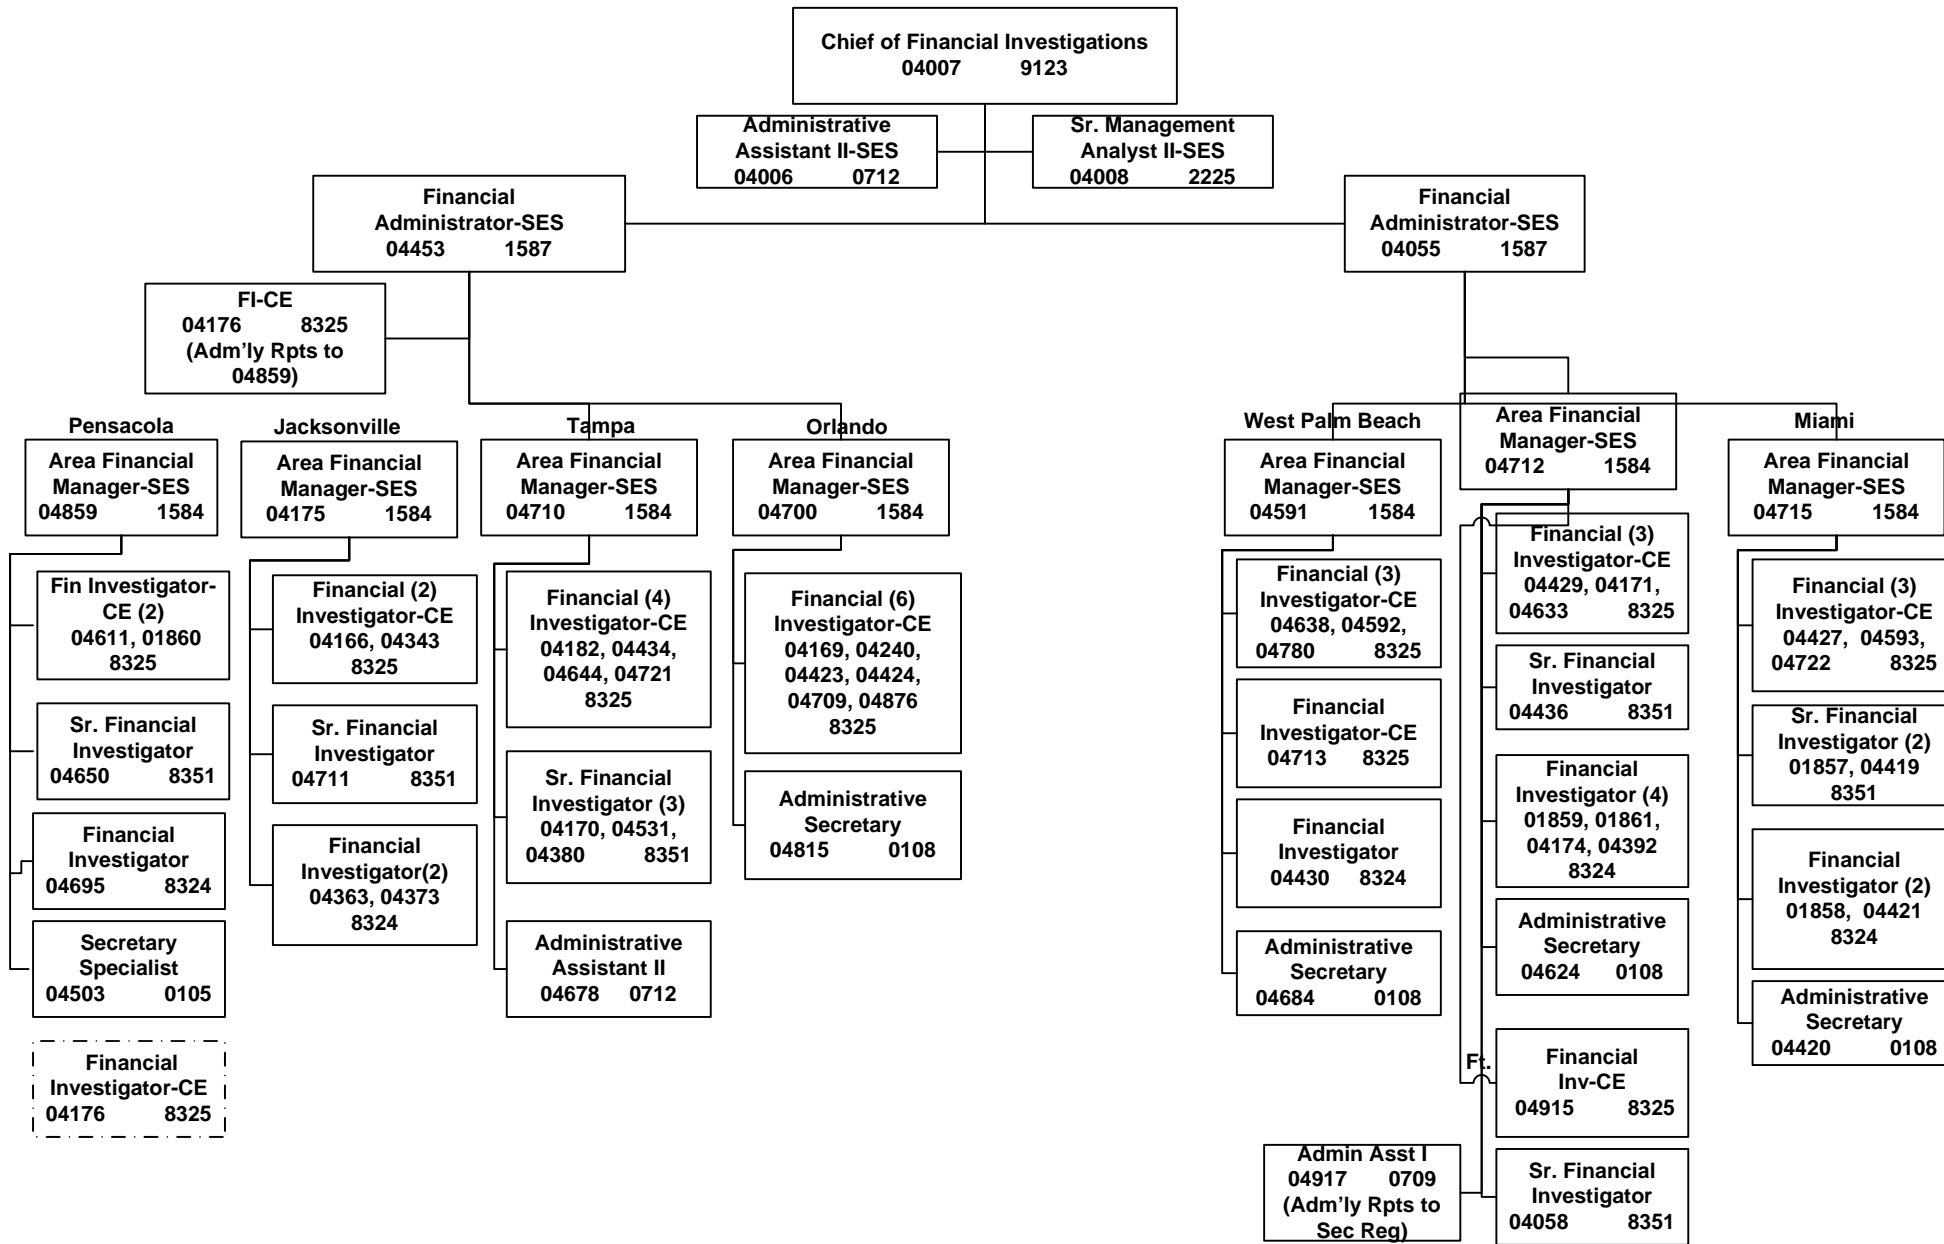 Chief of Financial Investigations
04007 9123
Administrative
Assistant II-SES
04006 0712
Sr. Management
Analyst II-SES
04008 2225
Financial
Administrator-SES
04453 1587
Financial
Administrator-SES
04055 1587
FI-CE
04176 8325
(Adm'ly Rpts to
04859)
Pensacola
Area Financial
Manager-SES
04859 1584
Fin Investigator-
CE (2)
04611, 01860
8325
Sr. Financial
Investigator
04650 8351
Financial
Investigator
04695 8324
Secretary
Specialist
04503 0105
Financial
Investigator-CE
04176 8325
Jacksonville
Area Financial
Manager-SES
04175 1584
Financial (2)
Investigator-CE
04166, 04343
8325
Sr. Financial
Investigator
04711 8351
Financial
Investigator(2)
04363, 04373
8324
Tampa
Area Financial
Manager-SES
04710 1584
Financial (4)
Investigator-CE
04182, 04434,
04644, 04721
8325
Sr. Financial
Investigator (3)
04170, 04531,
04380 8351
Administrative
Assistant II
04678 0712
Orlando
Area Financial
Manager-SES
04700 1584
Financial (6)
Investigator-CE
04169, 04240,
04423, 04424,
04709, 04876
8325
Administrative
Secretary
04815 0108
West Palm Beach
Area Financial
Manager-SES
04591 1584
Financial (3)
Investigator-CE
04638, 04592,
04780 8325
Financial
Investigator-CE
04713 8325
Financial
Investigator
04430 8324
Administrative
Secretary
04684 0108
Area Financial
Manager-SES
04712 1584
Financial (3)
Investigator-CE
04429, 04171,
04633 8325
Sr. Financial
Investigator
04436 8351
Financial
Investigator (4)
01859, 01861,
04174, 04392
8324
Administrative
Secretary
04624 0108
Ft.
Financial
Inv-CE
04915 8325
Admin Asst I
04917 0709
(Adm'ly Rpts to
Sec Reg)
Sr. Financial
Investigator
04058 8351
Miami
Area Financial
Manager-SES
04715 1584
Financial (3)
Investigator-CE
04427, 04593,
04722 8325
Sr. Financial
Investigator (2)
01857, 04419
8351
Financial
Investigator (2)
01858, 04421
8324
Administrative
Secretary
04420 0108